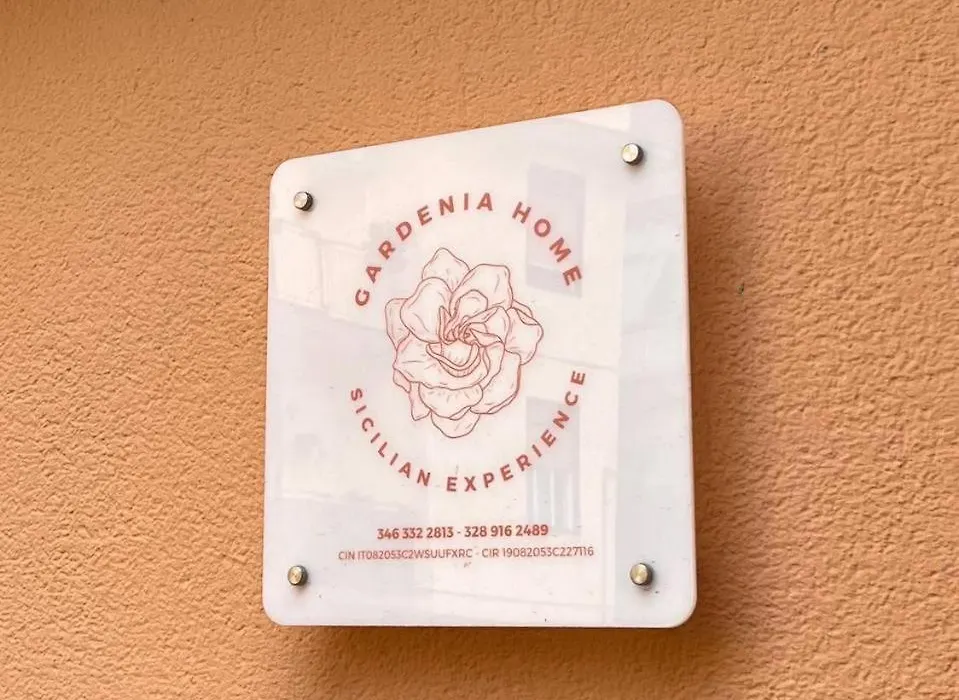 GARDENIA HOME
SICILIAN EXPERIENCE
346 332 2813 - 328 916 2489
CIN IT082053C2WSUUFXRC - CIR 19082053C227116